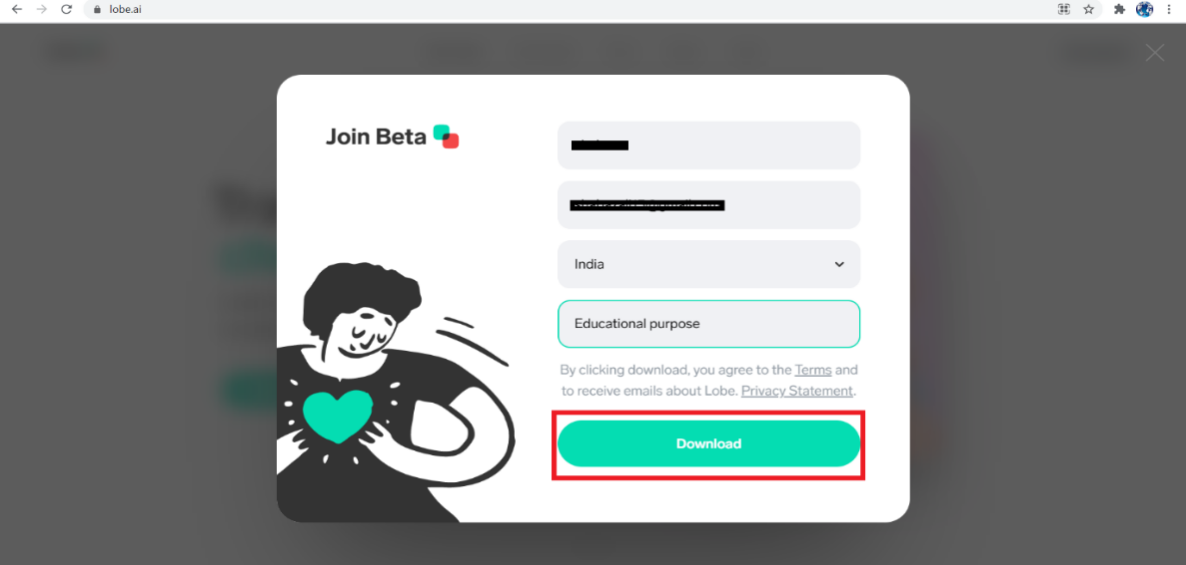 lobe.ai
Join Beta
India
Educational purpose
By clicking download, you agree to the Terms and
to receive emails about Lobe. Privacy Statement.
Download